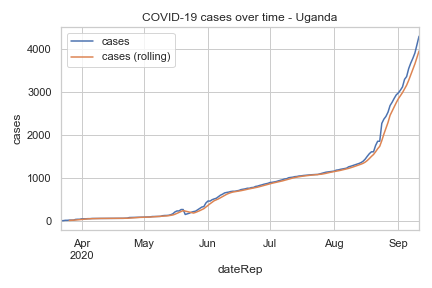 COVID-19 cases over time - Uganda
cases
cases (rolling)
4000
3000
2000
1000
0
cases
Apr
2020
May
Jun
Jul
Aug
Sep
dateRep